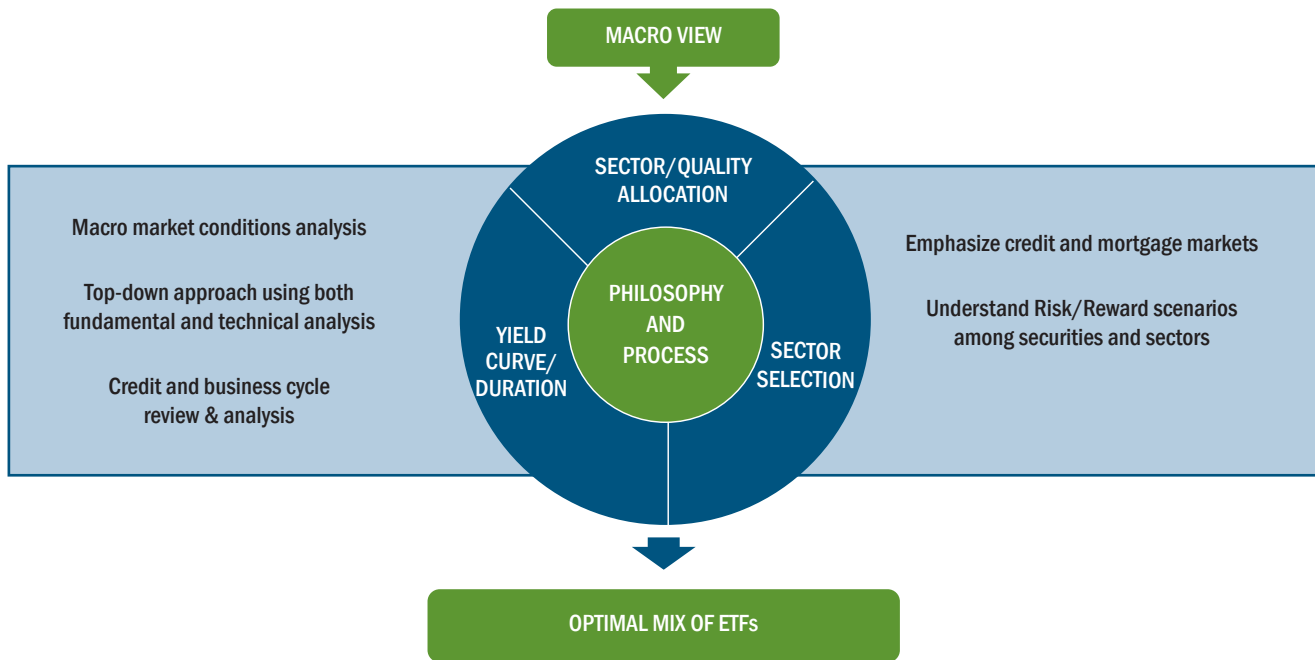 MACRO VIEW
SECTOR/QUALITY
ALLOCATION
Macro market conditions analysis
Top-down approach using both
fundamental and technical analysis
Credit and business cycle
review & analysis
YIELD
CURVE/
DURATION
PHILOSOPHY
AND
PROCESS
SECTOR
SELECTION
Emphasize credit and mortgage markets
Understand Risk/Reward scenarios
among securities and sectors
OPTIMAL MIX OF ETFs